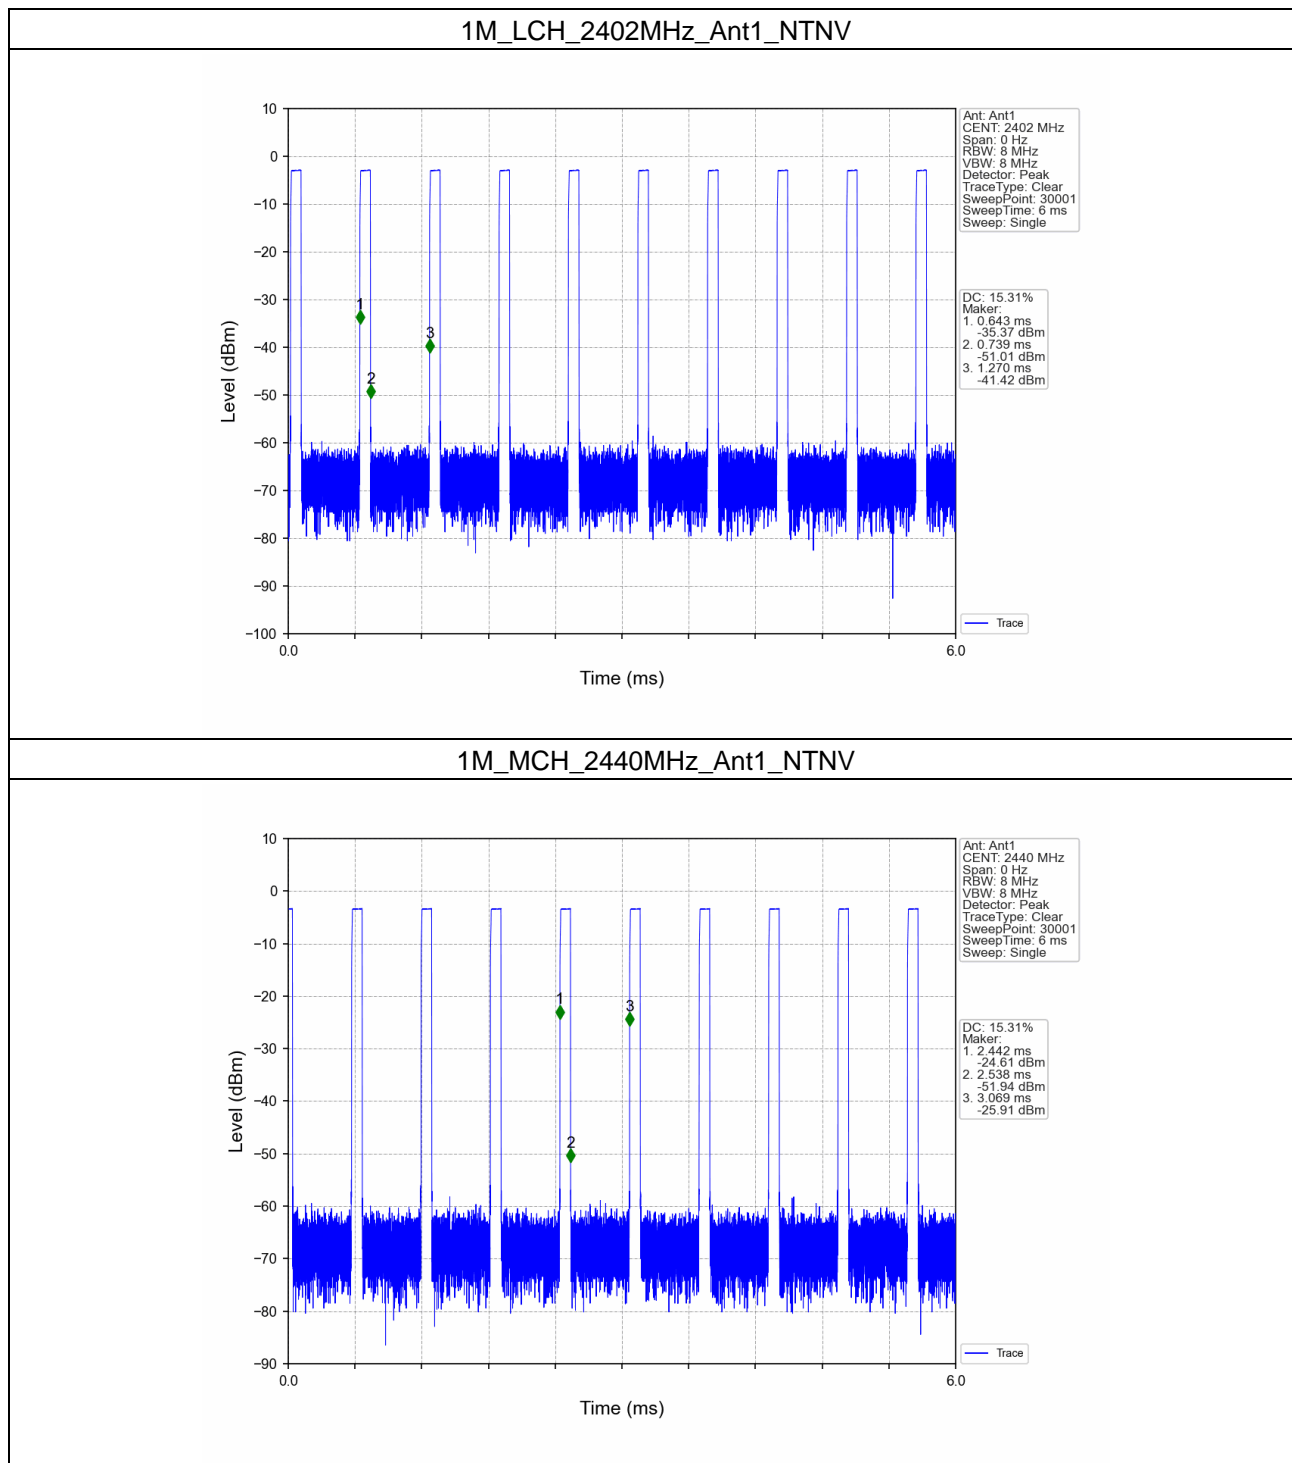 1M_LCH_2402MHz_Ant1_NTNV
10
0
−10
−20
−30
−40
−50
−60
−70
−80
−90
−100
Level (dBm)
1
2
3
0.0
6.0
Time (ms)
Ant: Ant1
CENT: 2402 MHz
Span: 0 Hz
RBW: 8 MHz
VBW: 8 MHz
Detector: Peak
TraceType: Clear
SweepPoint: 30001
SweepTime: 6 ms
Sweep: Single
DC: 15.31%
Maker:
1. 0.643 ms
-35.37 dBm
2. 0.739 ms
-51.01 dBm
3. 1.270 ms
-41.42 dBm
Trace
1M_MCH_2440MHz_Ant1_NTNV
10
0
−10
−20
−30
−40
−50
−60
−70
−80
−90
Level (dBm)
1
2
3
0.0
6.0
Time (ms)
Ant: Ant1
CENT: 2440 MHz
Span: 0 Hz
RBW: 8 MHz
VBW: 8 MHz
Detector: Peak
TraceType: Clear
SweepPoint: 30001
SweepTime: 6 ms
Sweep: Single
DC: 15.31%
Maker:
1. 2.442 ms
-24.61 dBm
2. 2.538 ms
-51.94 dBm
3. 3.069 ms
-25.91 dBm
Trace